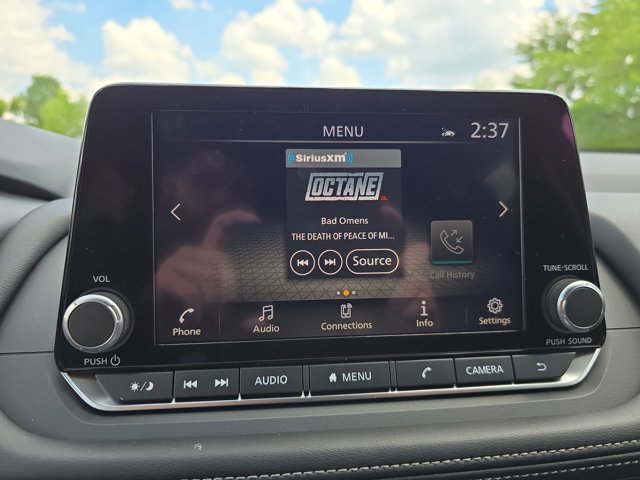 MENU 2:37
SiriusXM
OCTANE XL
Bad Omens
THE DEATH OF PEACE OF MI...
Source
Call History
Phone Audio Connections Info Settings
VOL
PUSH
TUNE·SCROLL
PUSH SOUND
AUDIO MENU CAMERA